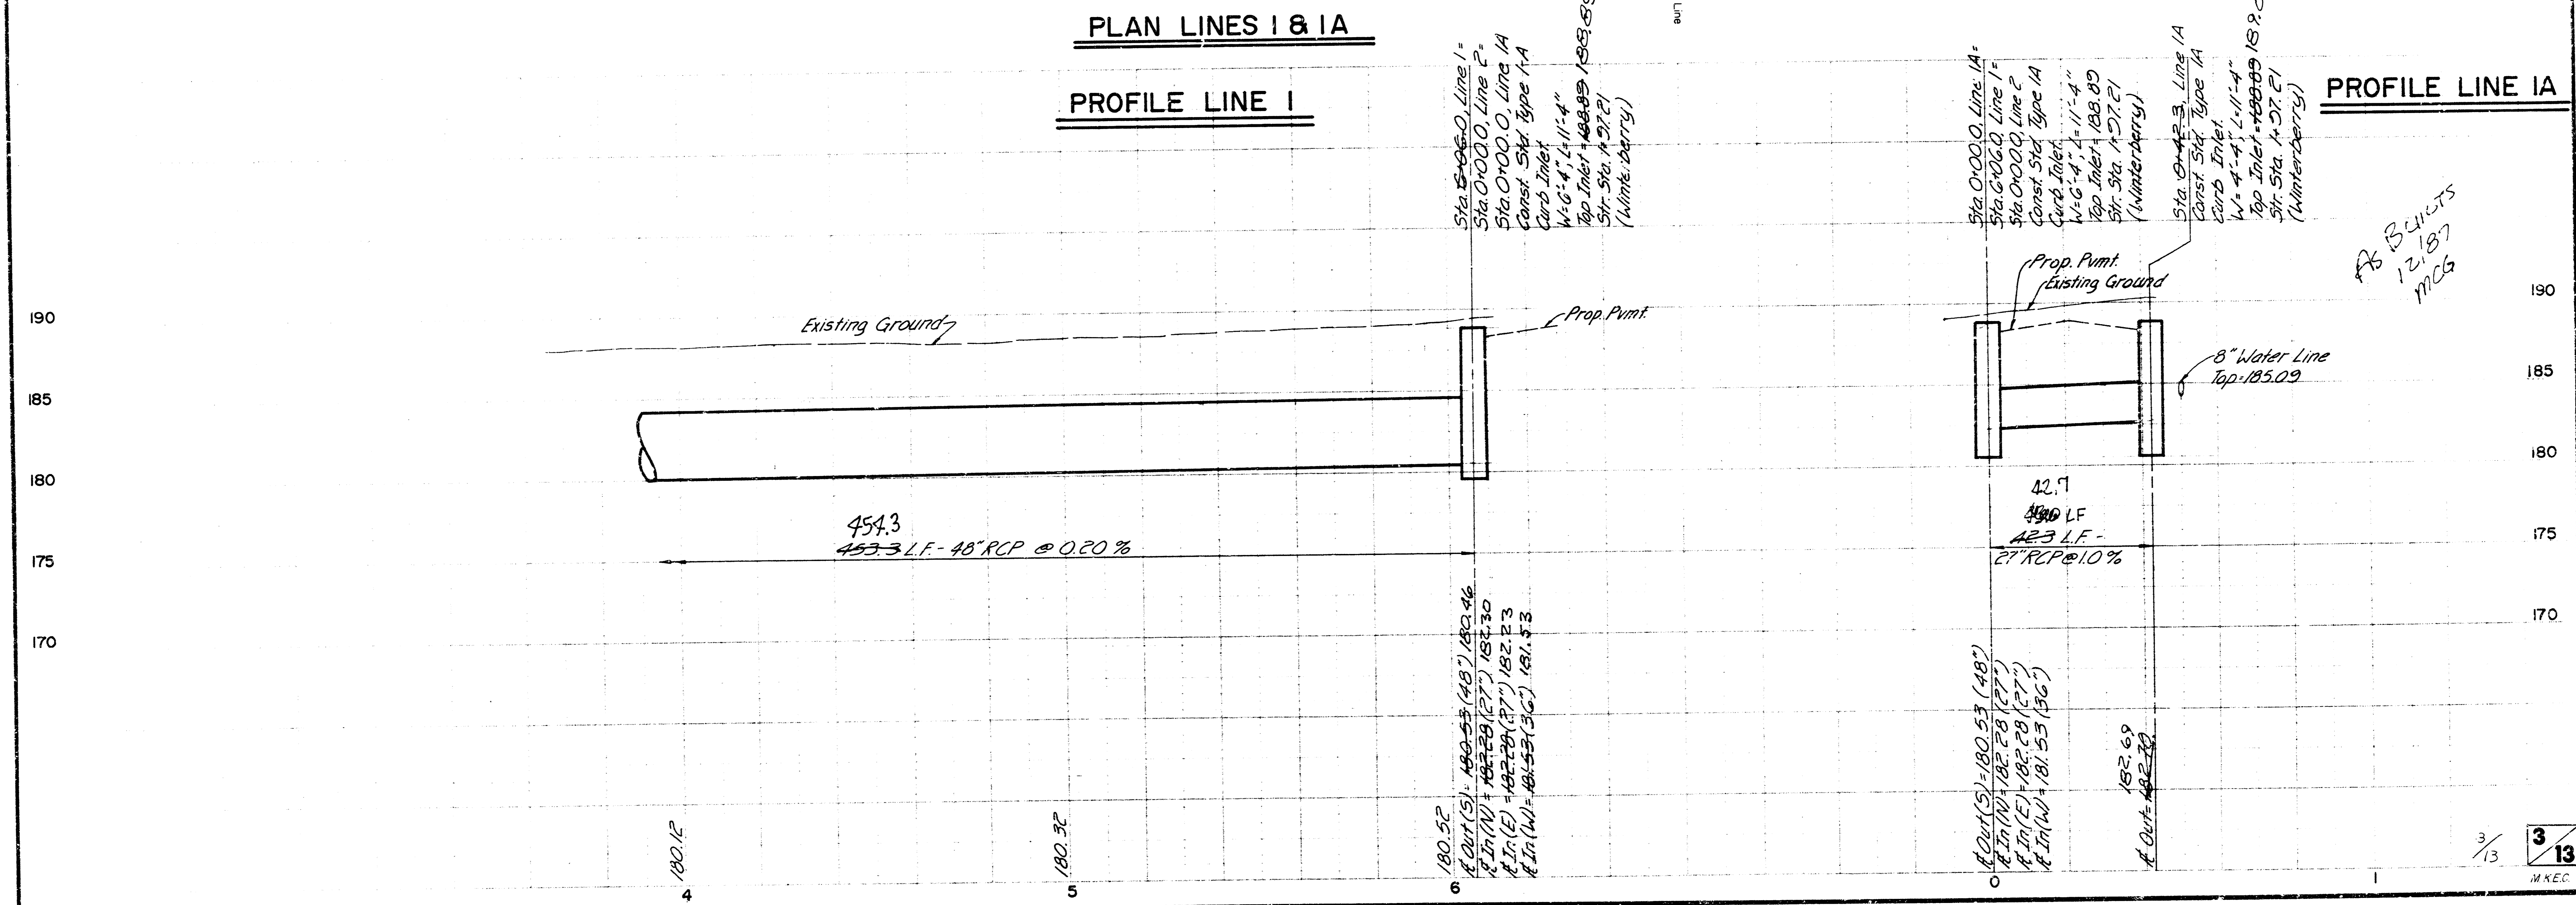 PLAN LINES 1 & 1A
PROFILE LINE 1
PROFILE LINE 1A
Line
Sta. 6+06.0, Line 1=
Sta. 0+00.0, Line 2=
Sta. 0+00.0, Line 1A
Const. Std. Type 1-A
Curb Inlet
W=6'-4", L=11'-4"
Top Inlet = 188.89
Str. Sta. 1+97.21
(Winterberry)
Sta. 0+00.0, Line 1A=
Sta. 6+06.0, Line 1=
Sta. 0+00.0, Line 2
Const. Std. Type 1A
Curb Inlet
W=6'-4", L=11'-4"
Top Inlet = 188.89
Str. Sta. 1+97.21
(Winterberry)
Sta. 0+42.3, Line 1A
Const. Std. Type 1A
Curb Inlet.
W= 4'-4", L=11'-4"
Top Inlet = 188.89
Str. Sta. 1+97.21
(Winterberry)
As Builts
12/87
MCG
190
185
180
175
170
190
185
180
175
170
Existing Ground
Prop. Pvmt.
Prop. Pvmt.
Existing Ground
8" Water Line
Top=185.09
454.3
453.3 L.F. - 48" RCP @ 0.20 %
42.7
LF
42.3 L.F. -
27" RCP @ 1.0 %
180.12
180.32
180.52
℄ Out (S) = 180.53 (48") 180.46
℄ In (N) = 182.28 (27") 182.30
℄ In (E) = 182.28 (27") 182.23
℄ In (W) = 181.53 (36") 181.53
℄ Out (S) = 180.53 (48")
℄ In (N) = 182.28 (27")
℄ In (E) = 182.28 (27")
℄ In (W) = 181.53 (36")
182.69
℄ Out = 182.70
4
5
6
0
1
3/13
3/13
M.K.E.C.